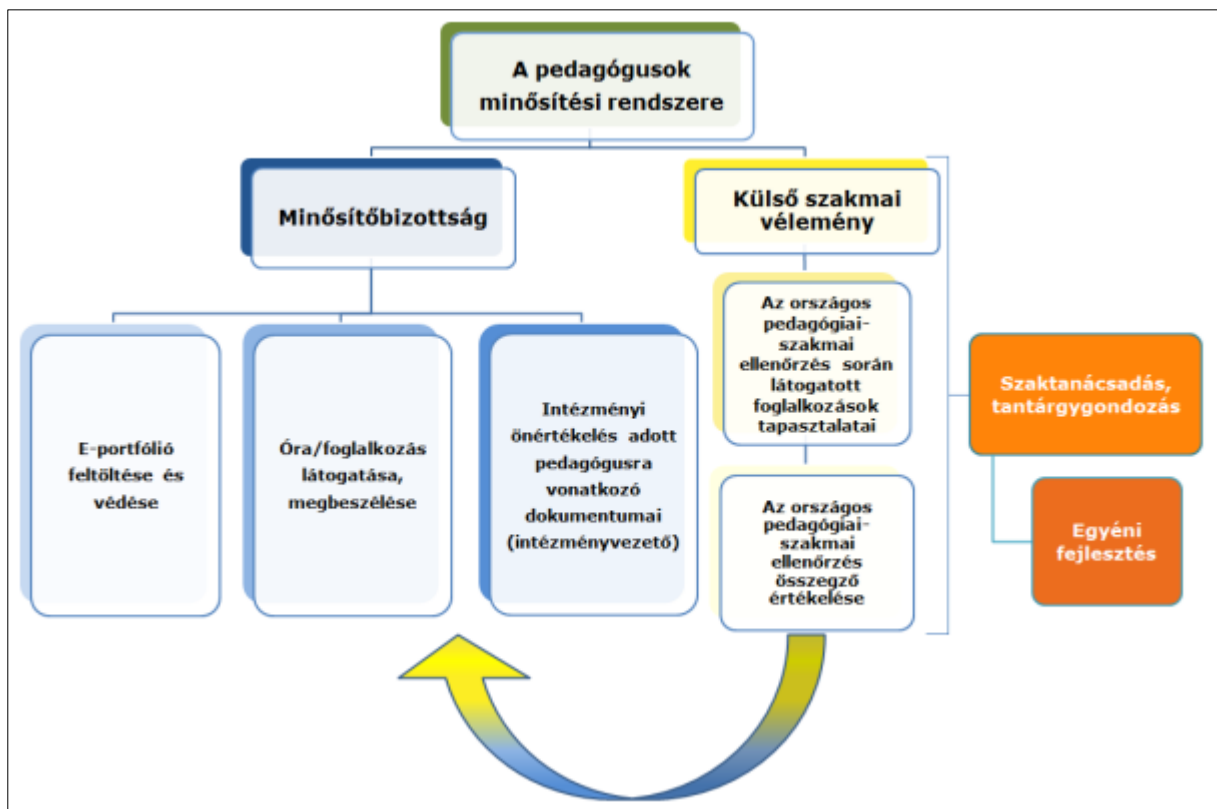 A pedagógusok
minősítési rendszere
Minősítőbizottság
Külső szakmai
vélemény
E-portfólió
feltöltése és
védése
Óra/foglalkozás
látogatása,
megbeszélése
Intézményi
önértékelés adott
pedagógusra
vonatkozó
dokumentumai
(intézményvezető)
Az országos
pedagógiai-
szakmai
ellenőrzés során
látogatott
foglalkozások
tapasztalatai
Az országos
pedagógiai-
szakmai
ellenőrzés
összegző
értékelése
Szaktanácsadás,
tantárgygondozás
Egyéni
fejlesztés